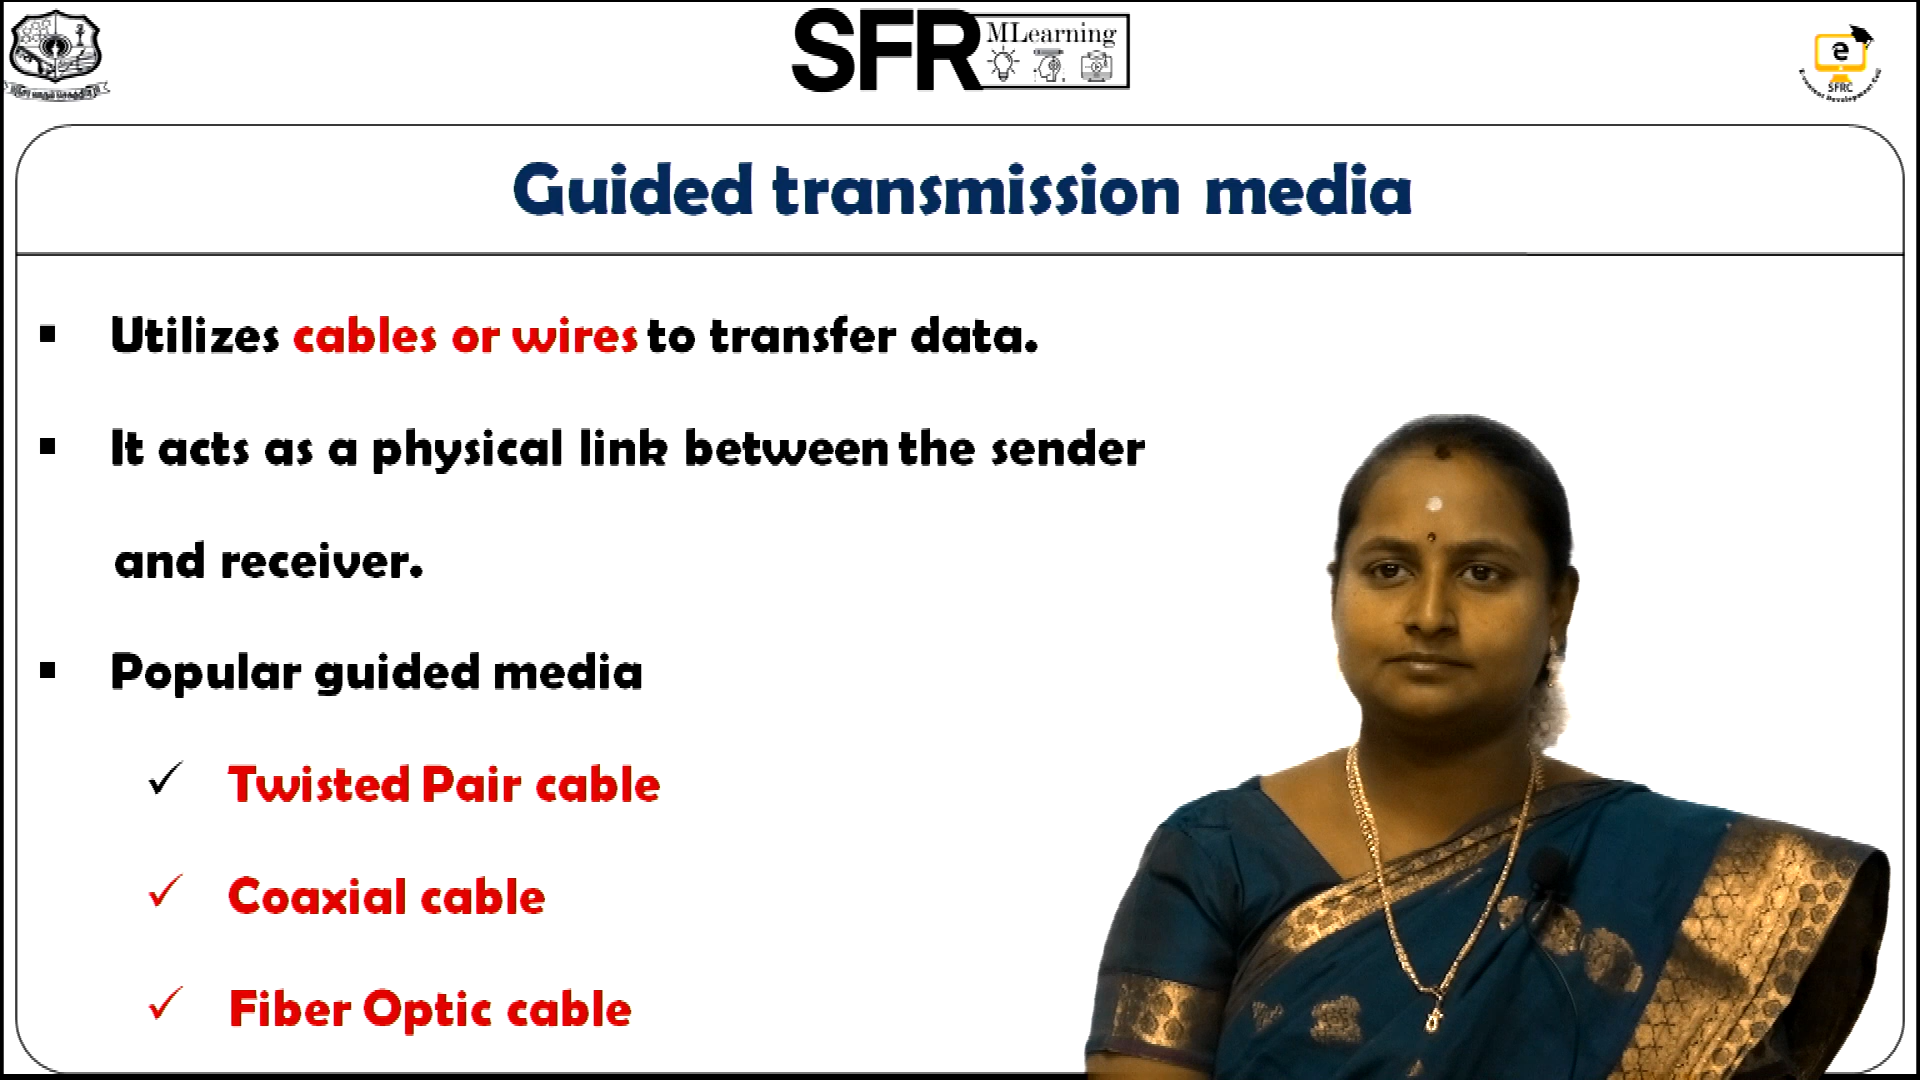 SFR
MLearning
e
SFRC
Guided transmission media
▪ Utilizes cables or wires to transfer data.
▪ It acts as a physical link between the sender
and receiver.
▪ Popular guided media
✓ Twisted Pair cable
✓ Coaxial cable
✓ Fiber Optic cable